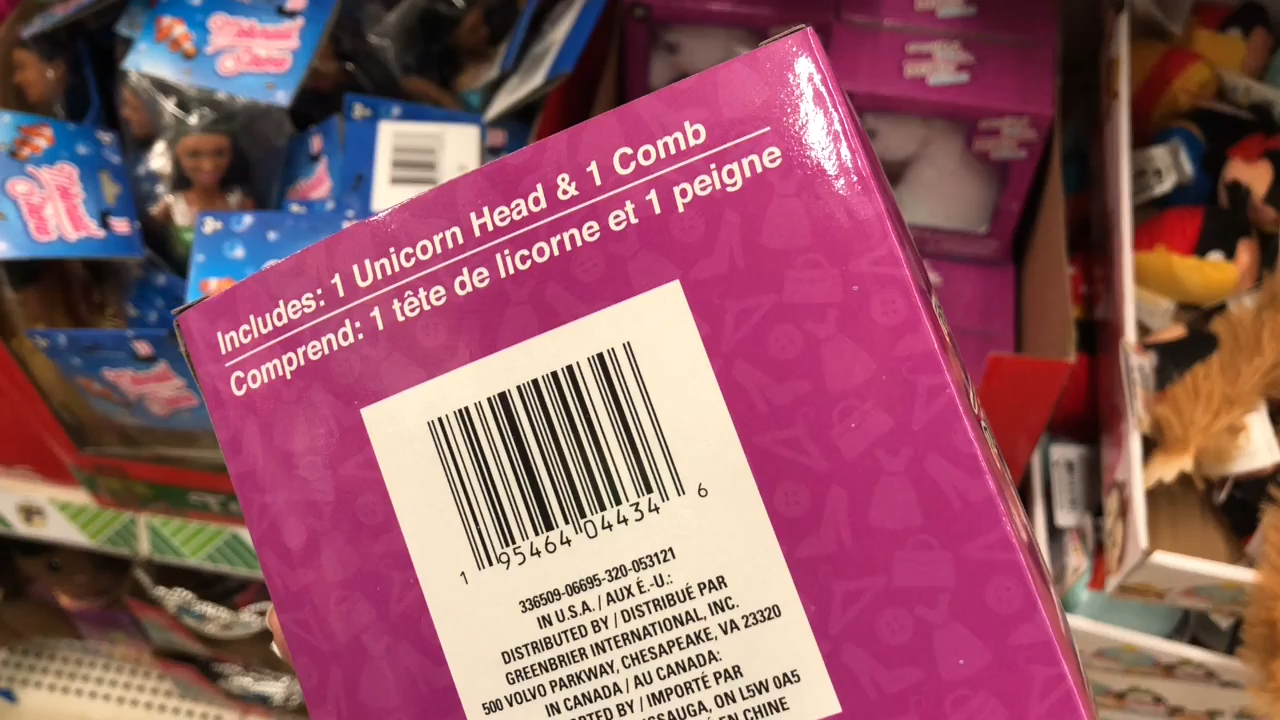 Includes: 1 Unicorn Head & 1 Comb
Comprend: 1 tête de licorne et 1 peigne
1 95464 04434 6
336509-06695-320-053121
IN U.S.A. / AUX É.-U.:
DISTRIBUTED BY / DISTRIBUÉ PAR
GREENBRIER INTERNATIONAL, INC.
500 VOLVO PARKWAY, CHESAPEAKE, VA 23320
IN CANADA / AU CANADA:
BY / IMPORTÉ PAR
ON L5W 0A5
EN CHINE